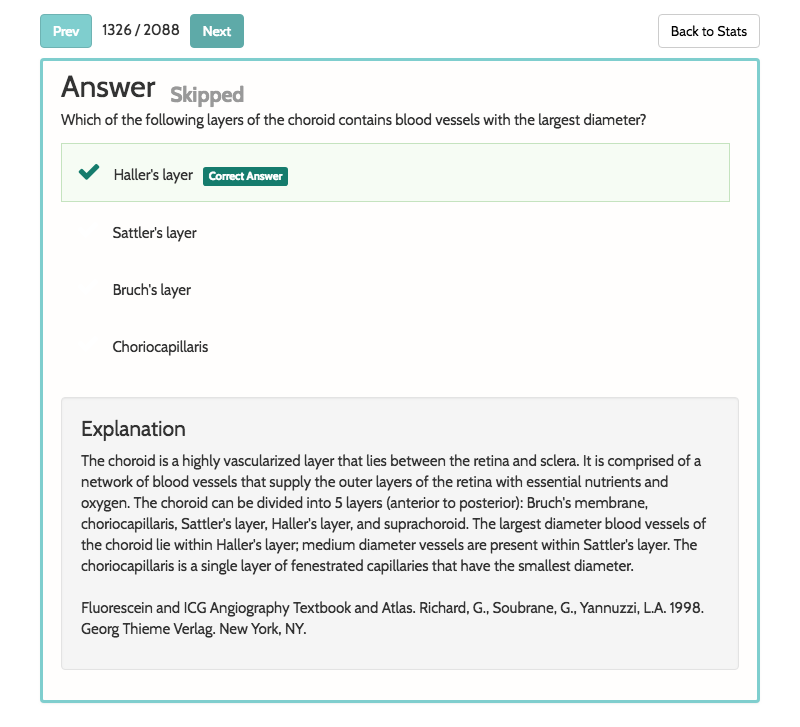 Prev 1326 / 2088 Next Back to Stats
Answer Skipped
Which of the following layers of the choroid contains blood vessels with the largest diameter?
Haller's layer Correct Answer
Sattler's layer
Bruch's layer
Choriocapillaris
Explanation
The choroid is a highly vascularized layer that lies between the retina and sclera. It is comprised of a
network of blood vessels that supply the outer layers of the retina with essential nutrients and
oxygen. The choroid can be divided into 5 layers (anterior to posterior): Bruch's membrane,
choriocapillaris, Sattler's layer, Haller's layer, and suprachoroid. The largest diameter blood vessels of
the choroid lie within Haller's layer; medium diameter vessels are present within Sattler's layer. The
choriocapillaris is a single layer of fenestrated capillaries that have the smallest diameter.
Fluorescein and ICG Angiography Textbook and Atlas. Richard, G., Soubrane, G., Yannuzzi, L.A. 1998.
Georg Thieme Verlag. New York, NY.